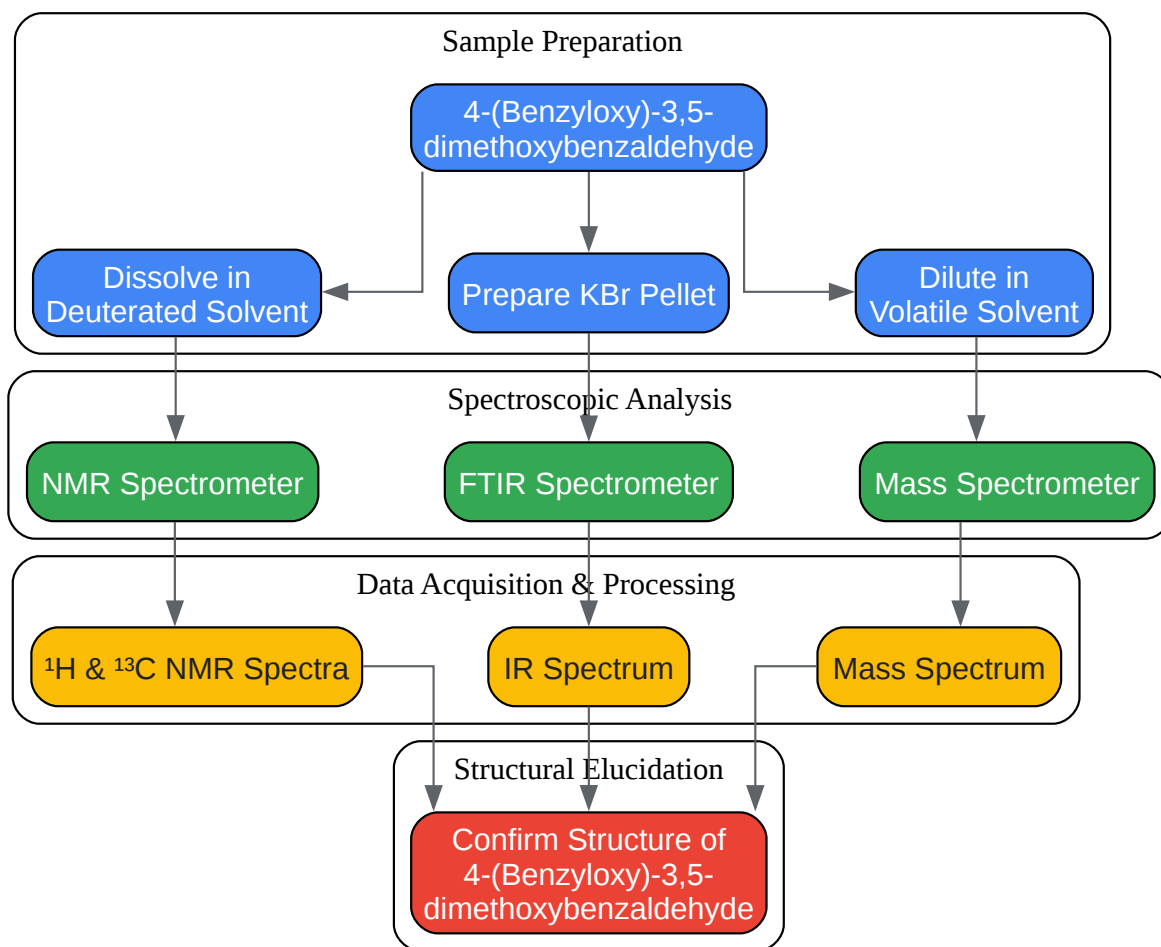 Sample Preparation
4-(Benzyloxy)-3,5-
dimethoxybenzaldehyde
Dissolve in
Deuterated Solvent
Prepare KBr Pellet
Dilute in
Volatile Solvent
Spectroscopic Analysis
NMR Spectrometer
FTIR Spectrometer
Mass Spectrometer
Data Acquisition & Processing
¹H & ¹³C NMR Spectra
IR Spectrum
Mass Spectrum
Structural Elucidation
Confirm Structure of
4-(Benzyloxy)-3,5-
dimethoxybenzaldehyde